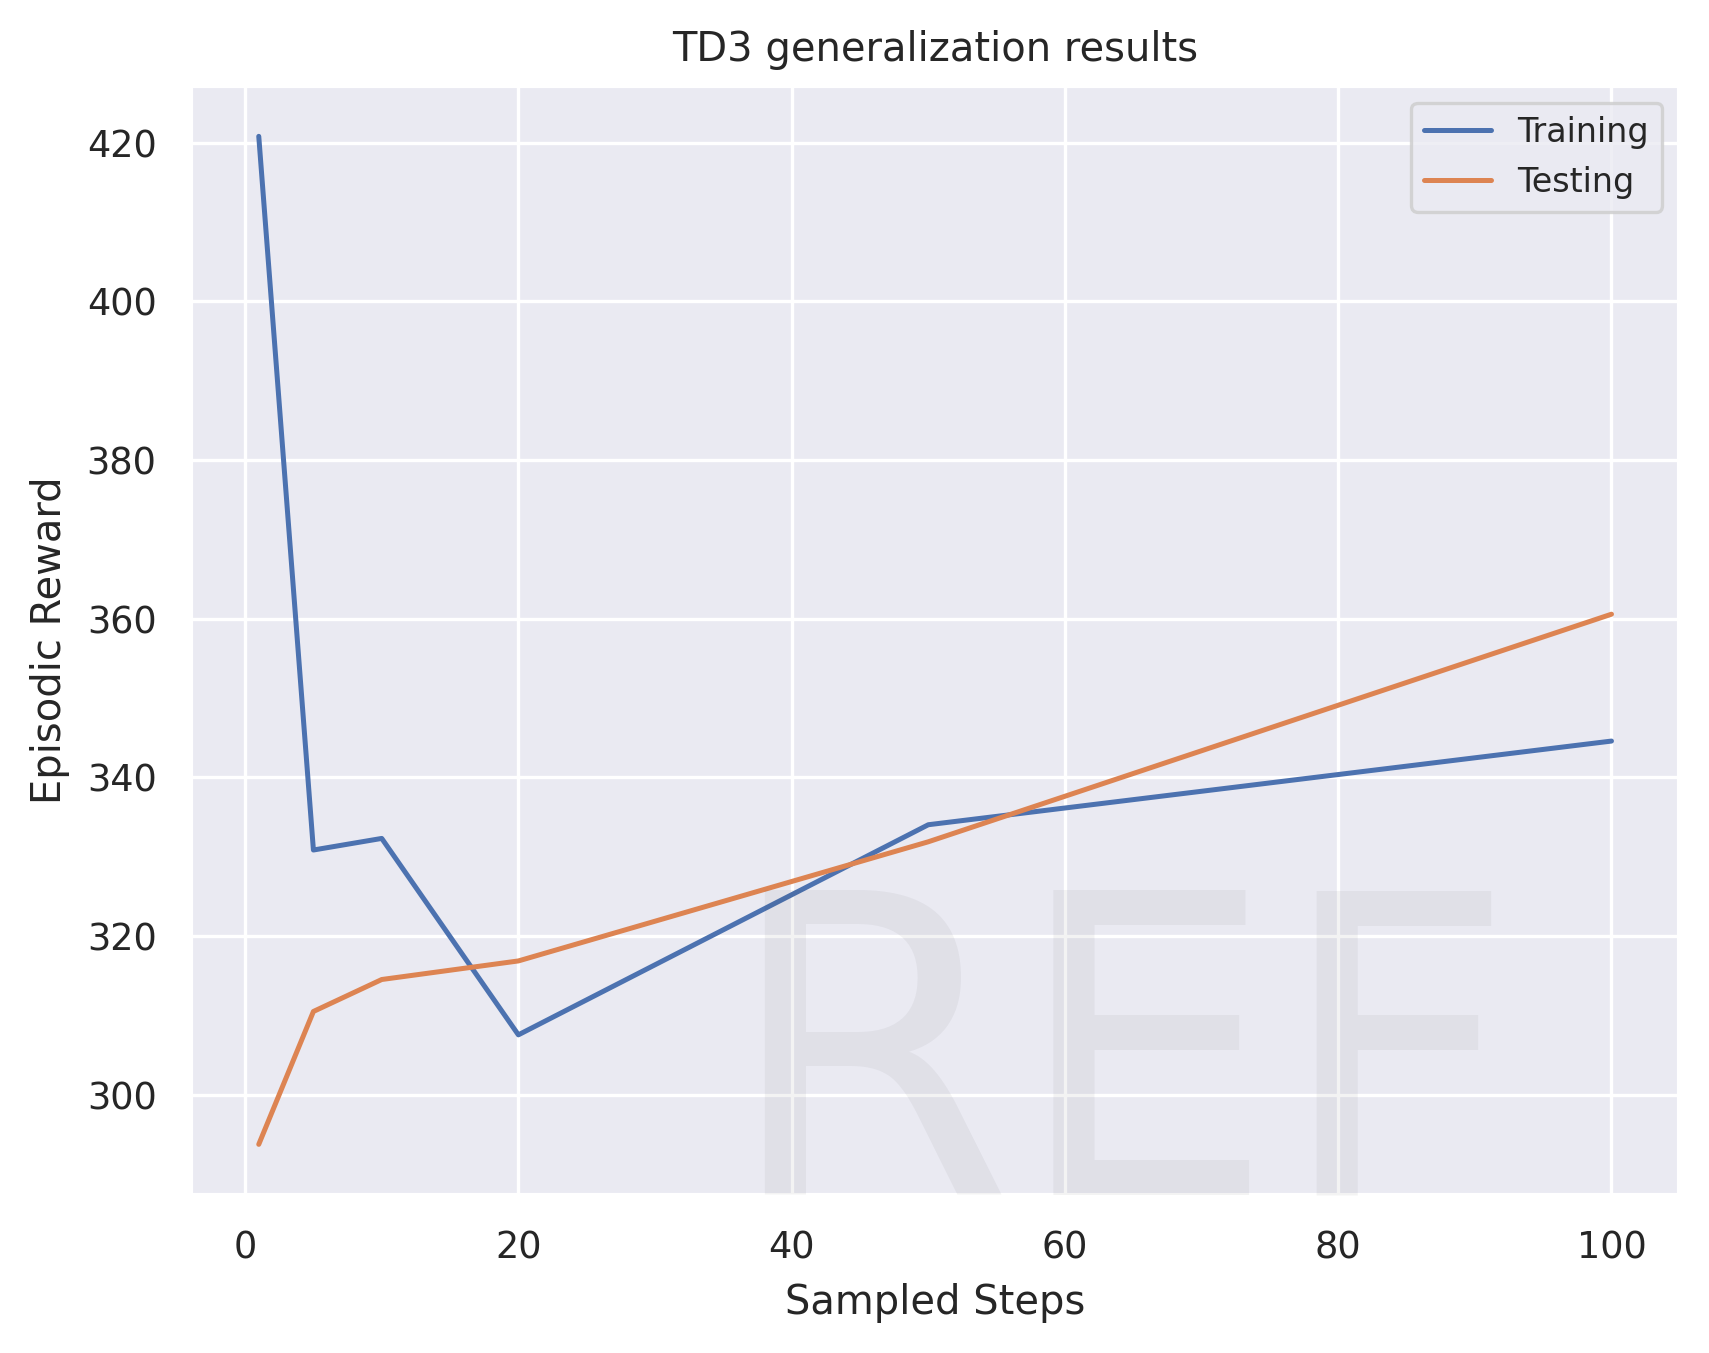 TD3 generalization results
Training
Testing
420
400
380
360
340
320
300
Episodic Reward
0 20 40 60 80 100
Sampled Steps
REF